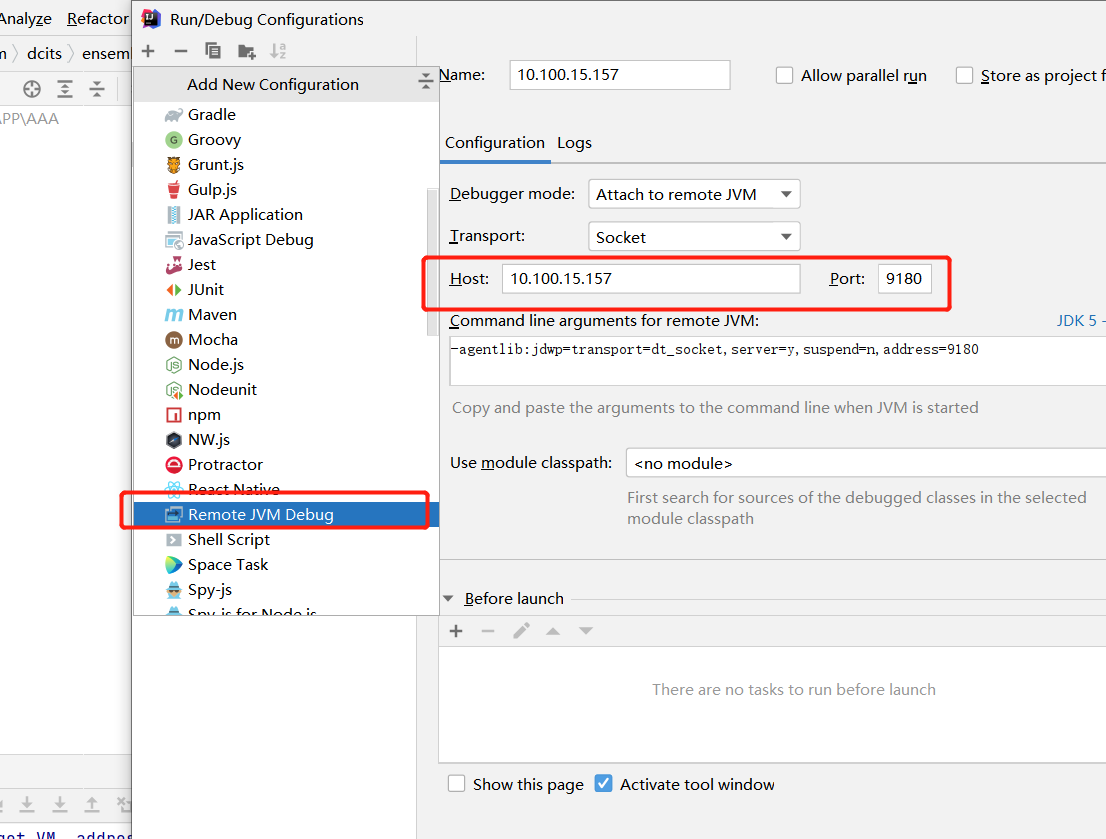 Analyze Refactor
Run/Debug Configurations
dcits ensem
Add New Configuration
Name: 10.100.15.157
Allow parallel run
Store as project f
PP\AAA
Gradle
Groovy
Grunt.js
Gulp.js
JAR Application
JavaScript Debug
Jest
JUnit
Maven
Mocha
Node.js
Nodeunit
npm
NW.js
Protractor
React Native
Remote JVM Debug
Shell Script
Space Task
Spy-js
Spy-js for Node.js
Configuration Logs
Debugger mode: Attach to remote JVM
Transport: Socket
Host: 10.100.15.157 Port: 9180
Command line arguments for remote JVM: JDK 5 -
-agentlib:jdwp=transport=dt_socket,server=y,suspend=n,address=9180
Copy and paste the arguments to the command line when JVM is started
Use module classpath: <no module>
First search for sources of the debugged classes in the selected
module classpath
Before launch
There are no tasks to run before launch
Show this page Activate tool window
get VM, addres